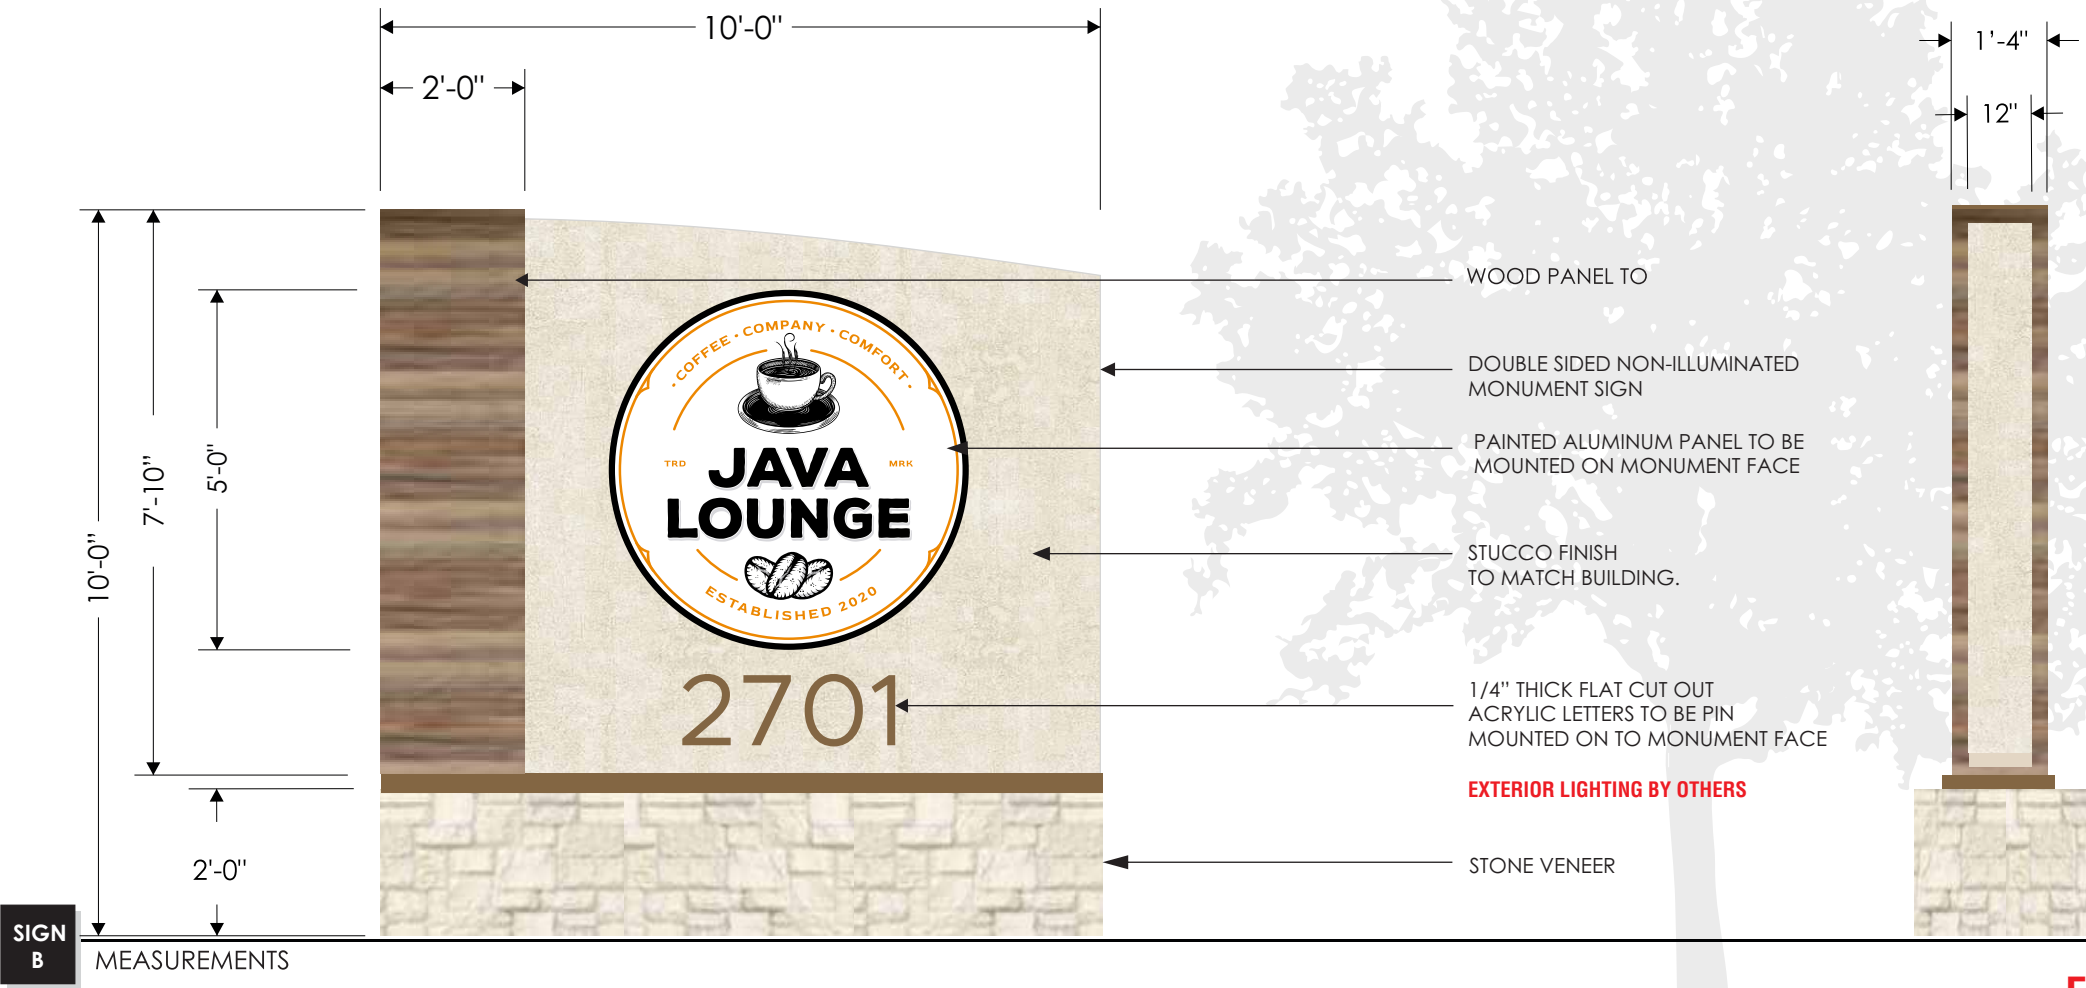 10'-0"
1'-4"
2'-0"
12"
WOOD PANEL TO
DOUBLE SIDED NON-ILLUMINATED
MONUMENT SIGN
PAINTED ALUMINUM PANEL TO BE
MOUNTED ON MONUMENT FACE
STUCCO FINISH
TO MATCH BUILDING.
1/4” THICK FLAT CUT OUT
ACRYLIC LETTERS TO BE PIN
MOUNTED ON TO MONUMENT FACE
EXTERIOR LIGHTING BY OTHERS
STONE VENEER
• COFFEE • COMPANY • COMFORT •
TRD
MRK
JAVA
LOUNGE
ESTABLISHED 2020
2701
10'-0”
7'-10”
5'-0"
2'-0"
SIGN
B
MEASUREMENTS